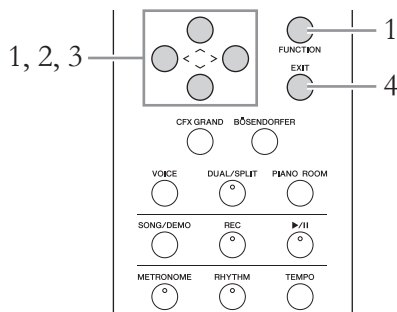 1
FUNCTION
1, 2, 3
EXIT
4
CFX GRAND BÖSENDORFER
VOICE DUAL/SPLIT PIANO ROOM
SONG/DEMO REC ►/II
METRONOME RHYTHM TEMPO